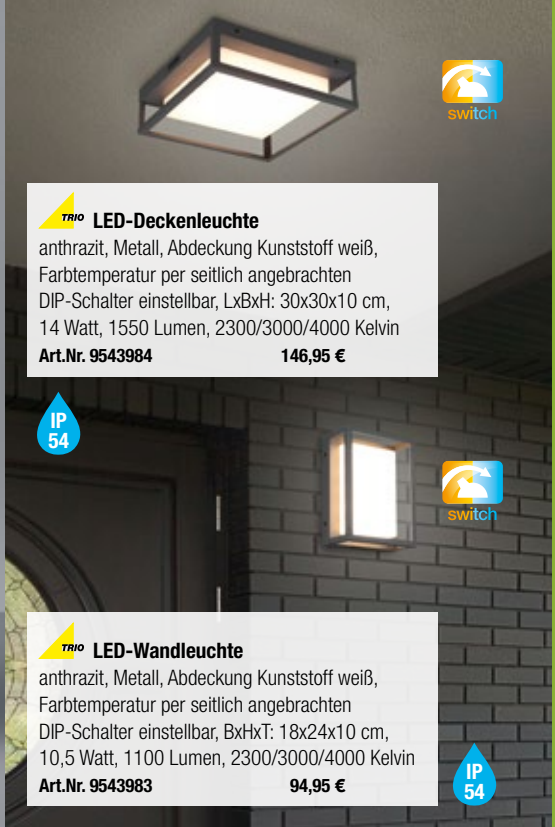 switch
TRIO LED-Deckenleuchte
anthrazit, Metall, Abdeckung Kunststoff weiß,
Farbtemperatur per seitlich angebrachten
DIP-Schalter einstellbar, LxBxH: 30x30x10 cm,
14 Watt, 1550 Lumen, 2300/3000/4000 Kelvin
Art.Nr. 9543984 146,95 €
IP
54
switch
TRIO LED-Wandleuchte
anthrazit, Metall, Abdeckung Kunststoff weiß,
Farbtemperatur per seitlich angebrachten
DIP-Schalter einstellbar, BxHxT: 18x24x10 cm,
10,5 Watt, 1100 Lumen, 2300/3000/4000 Kelvin
Art.Nr. 9543983 94,95 €
IP
54